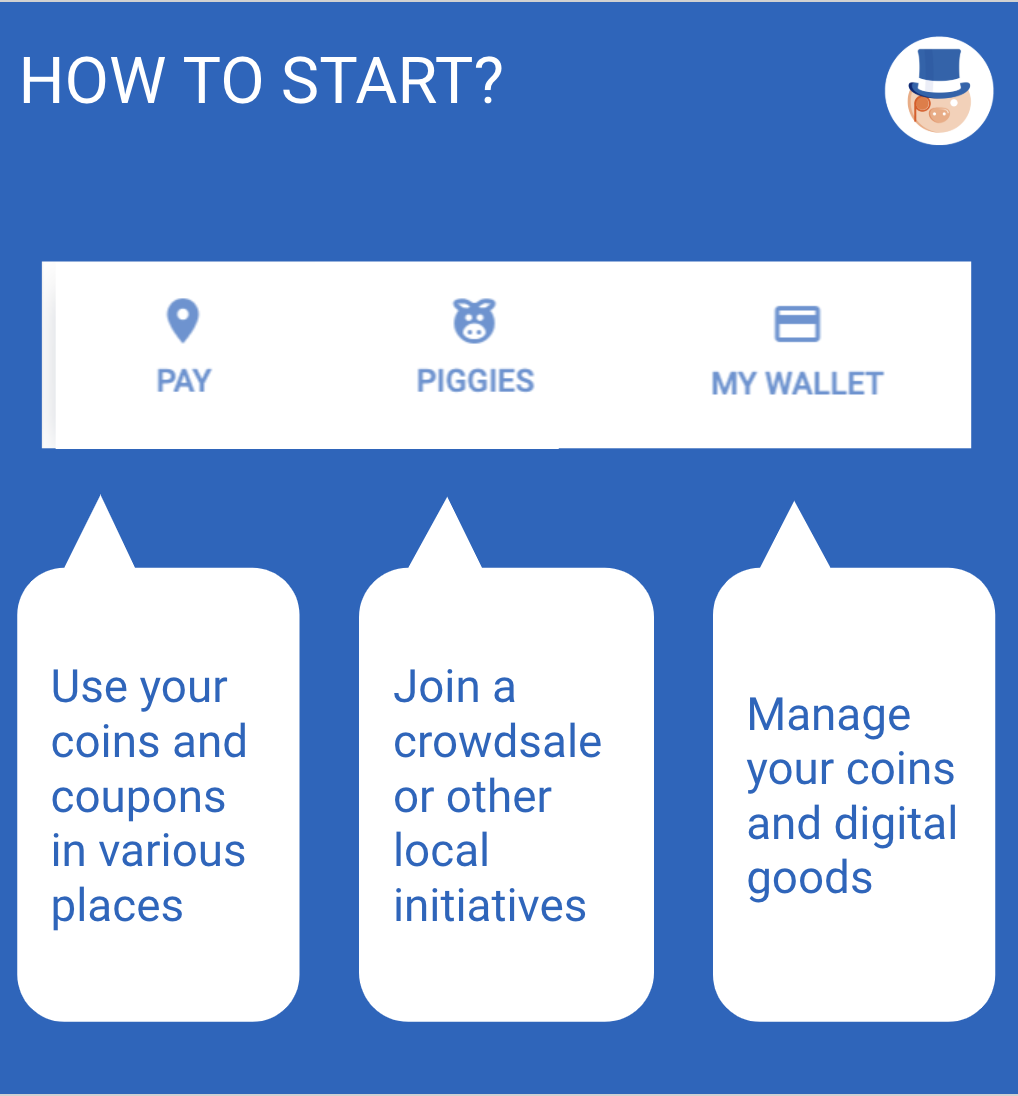 HOW TO START?
PAY
PIGGIES
MY WALLET
Use your
coins and
coupons
in various
places
Join a
crowdsale
or other
local
initiatives
Manage
your coins
and digital
goods